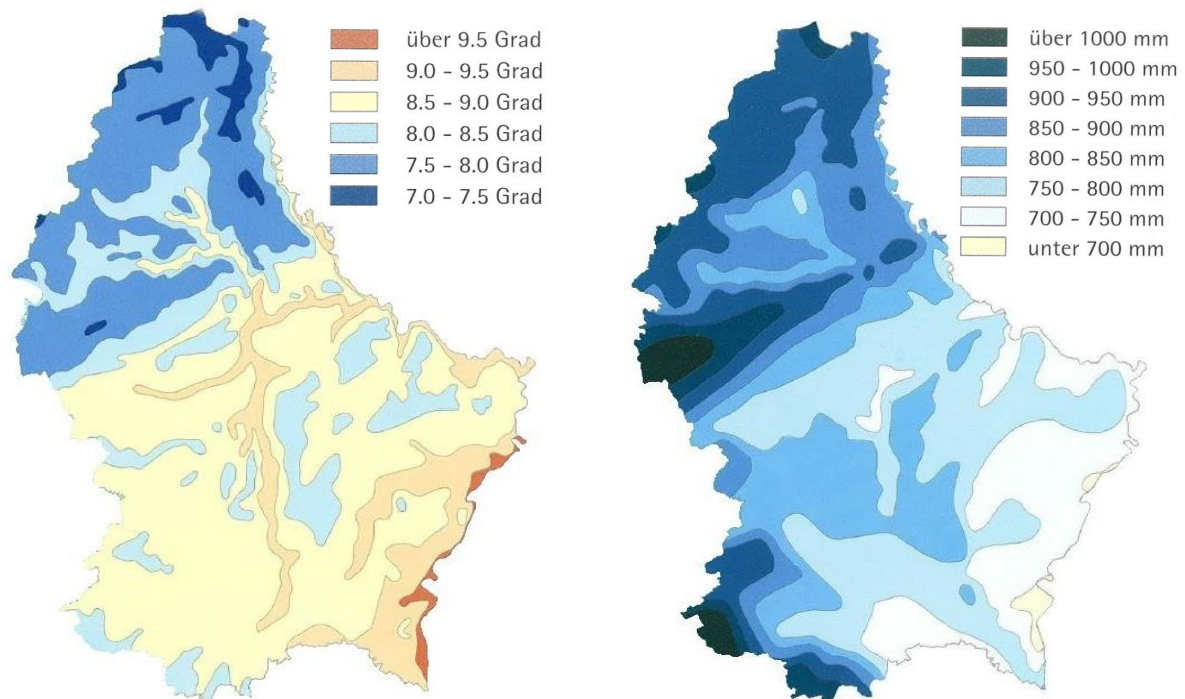 über 9.5 Grad
9.0 - 9.5 Grad
8.5 - 9.0 Grad
8.0 - 8.5 Grad
7.5 - 8.0 Grad
7.0 - 7.5 Grad
über 1000 mm
950 - 1000 mm
900 - 950 mm
850 - 900 mm
800 - 850 mm
750 - 800 mm
700 - 750 mm
unter 700 mm